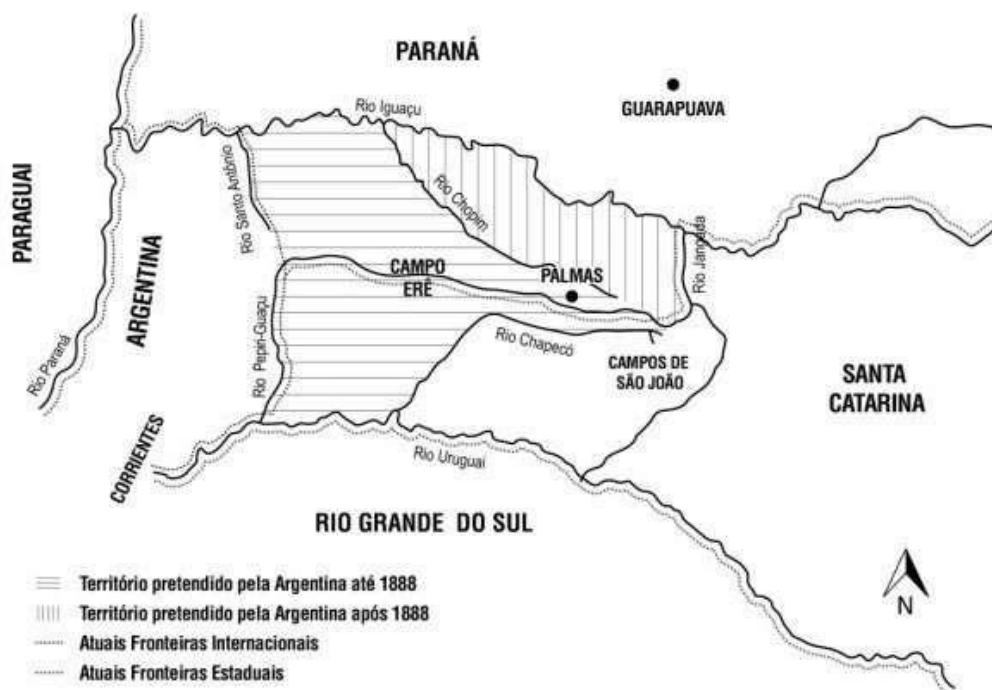 PARANÁ
GUARAPUAVA
Rio Iguaçu
PARAGUAI
Rio Santo Antônio
Rio Chopim
Rio Jangada
ARGENTINA
CAMPO
ERÊ
PALMAS
Rio Paraná
Rio Pepiri-Guaçu
Rio Chapecó
CAMPOS DE
SÃO JOÃO
SANTA
CATARINA
CORRIENTES
Rio Uruguai
RIO GRANDE DO SUL
Território pretendido pela Argentina até 1888
Território pretendido pela Argentina após 1888
Atuais Fronteiras Internacionais
Atuais Fronteiras Estaduais
N